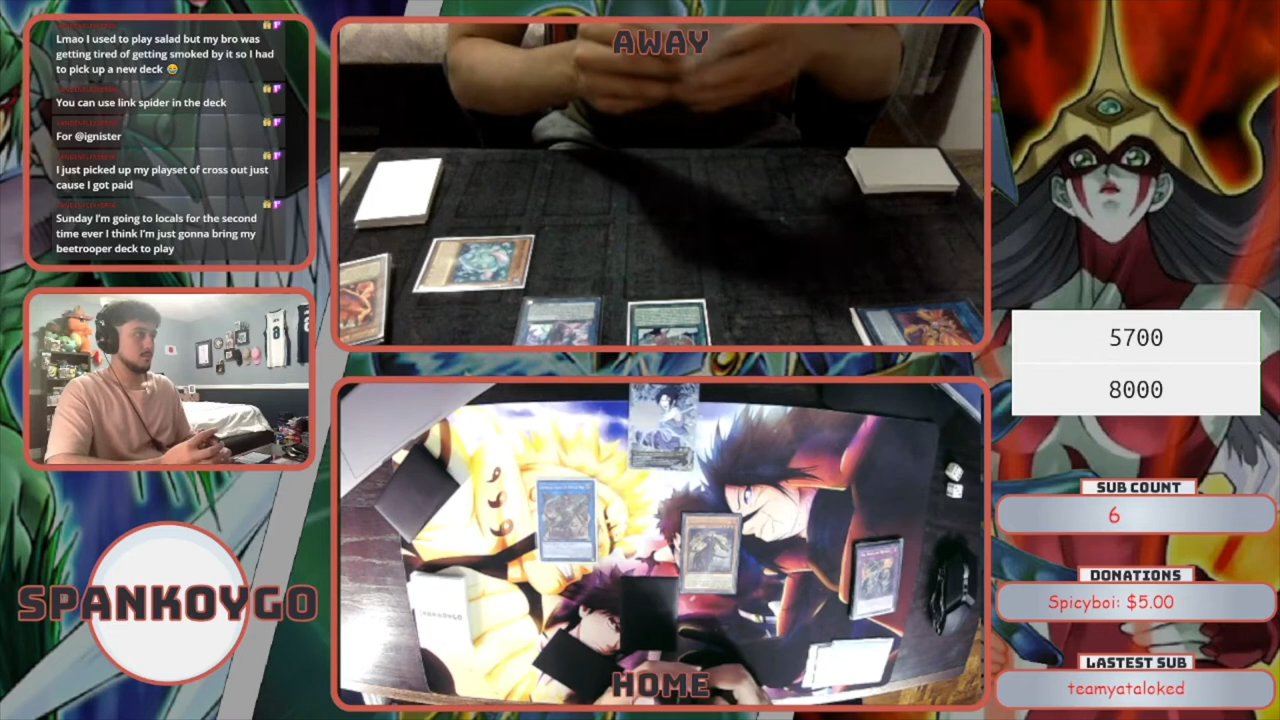 Lmao I used to play salad but my bro was
getting tired of getting smoked by it so I had
to pick up a new deck 😂
You can use link spider in the deck
For @ignister
I just picked up my playset of cross out just
cause I got paid
Sunday I'm going to locals for the second
time ever I think I'm just gonna bring my
beetrooper deck to play
AWAY
5700
8000
SUB COUNT
6
DONATIONS
Spicyboi: $5.00
LASTEST SUB
teamyataloked
SPANKOYGO
HOME